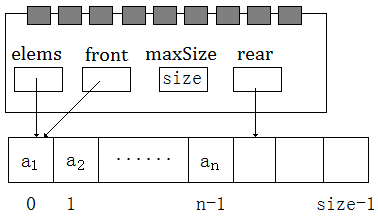 elems front maxSize rear
size
a1 a2 ······ an
0 1 n-1 size-1